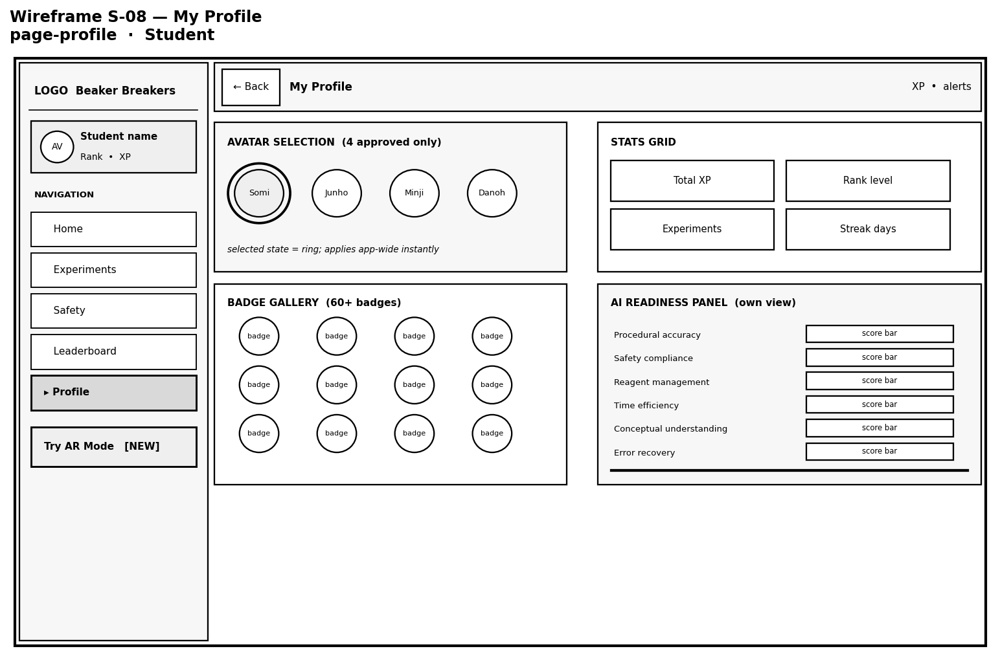 Wireframe S-08 — My Profile
page-profile · Student
LOGO Beaker Breakers
AV
Student name
Rank • XP
NAVIGATION
Home
Experiments
Safety
Leaderboard
▸ Profile
Try AR Mode [NEW]
← Back
My Profile
XP • alerts
AVATAR SELECTION (4 approved only)
Somi
Junho
Minji
Danoh
selected state = ring; applies app-wide instantly
STATS GRID
Total XP
Rank level
Experiments
Streak days
BADGE GALLERY (60+ badges)
badge badge badge badge
badge badge badge badge
badge badge badge badge
AI READINESS PANEL (own view)
Procedural accuracy score bar
Safety compliance score bar
Reagent management score bar
Time efficiency score bar
Conceptual understanding score bar
Error recovery score bar